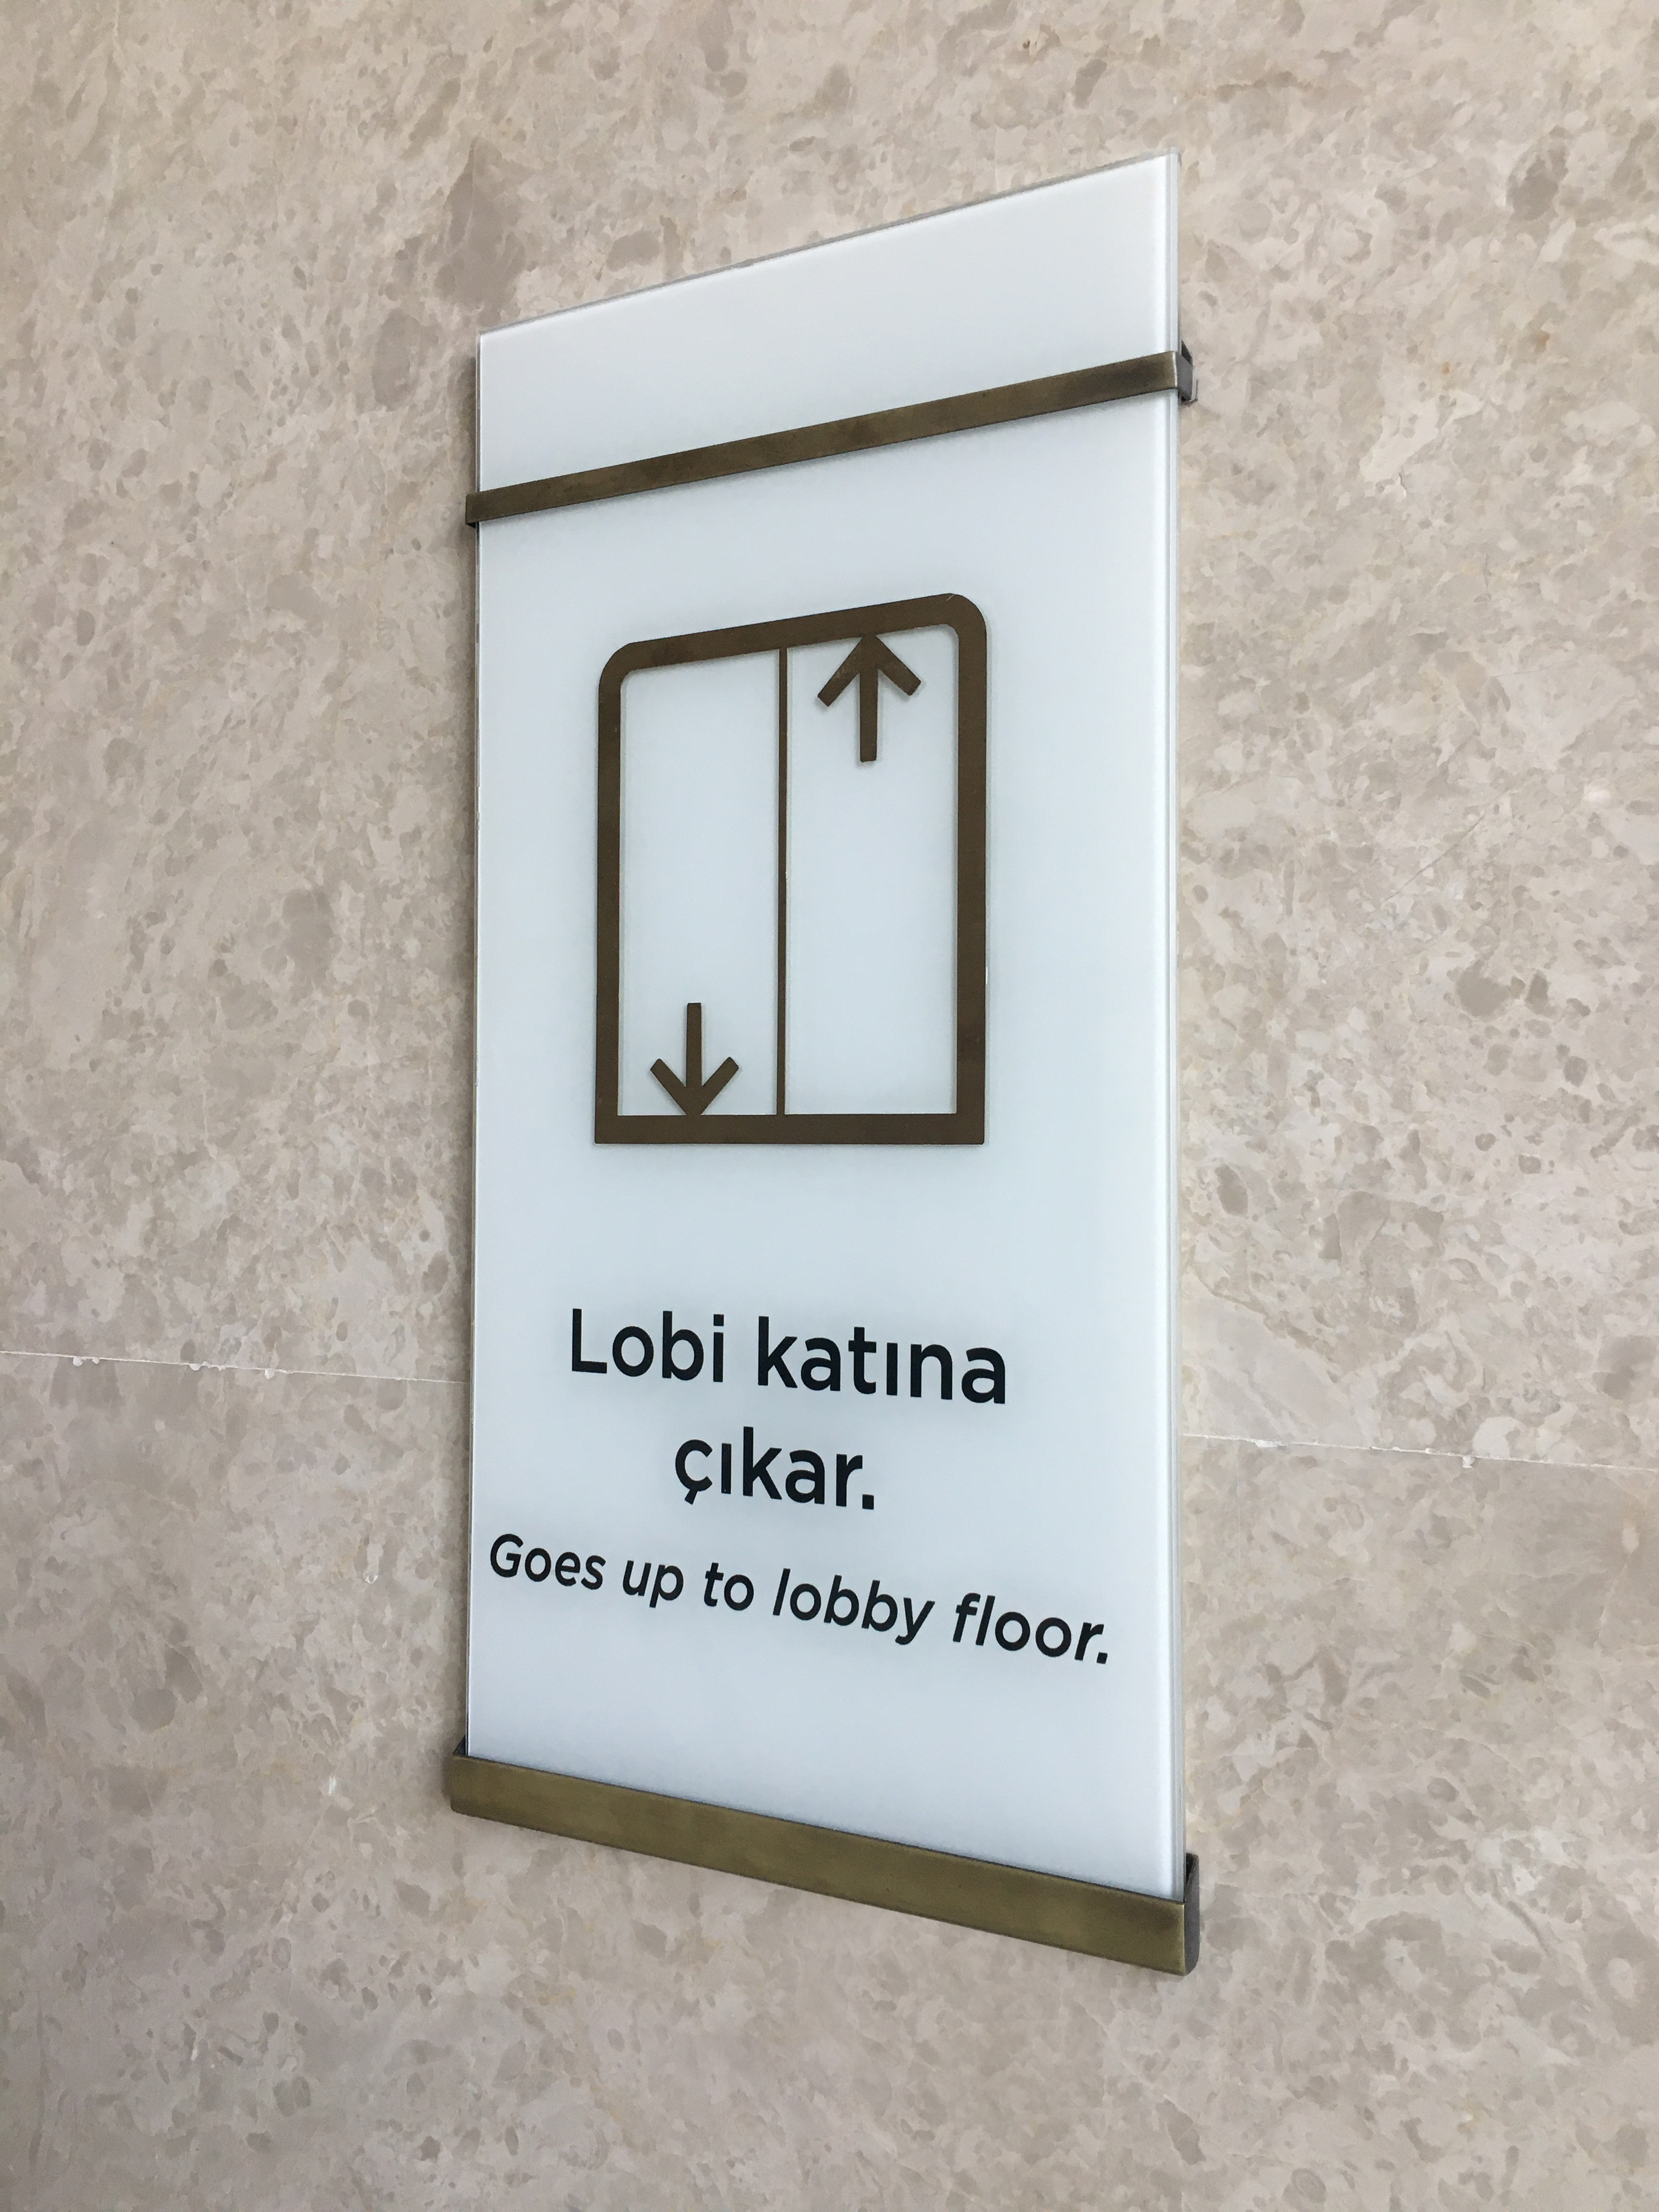 Lobi katına
çıkar.
Goes up to lobby floor.